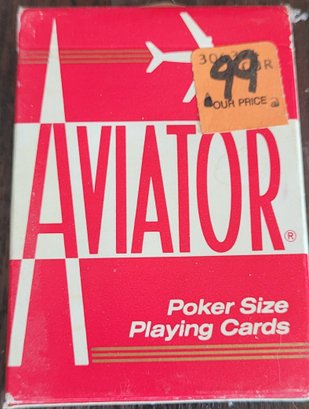 .99
OUR PRICE
AVIATOR®
Poker Size
Playing Cards